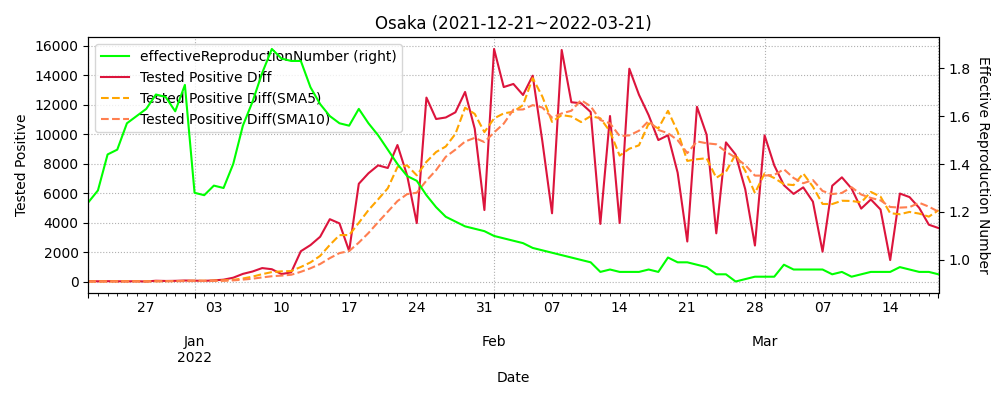 Osaka (2021-12-21~2022-03-21)
effectiveReproductionNumber (right)
Tested Positive Diff
Tested Positive Diff(SMA5)
Tested Positive Diff(SMA10)
16000
14000
12000
10000
8000
6000
4000
2000
0
Tested Positive
1.8
1.6
1.4
1.2
1.0
Effective Reproduction Number
27 03 10 17 24 31 07 14 21 28 07 14
Jan Feb Mar
2022
Date